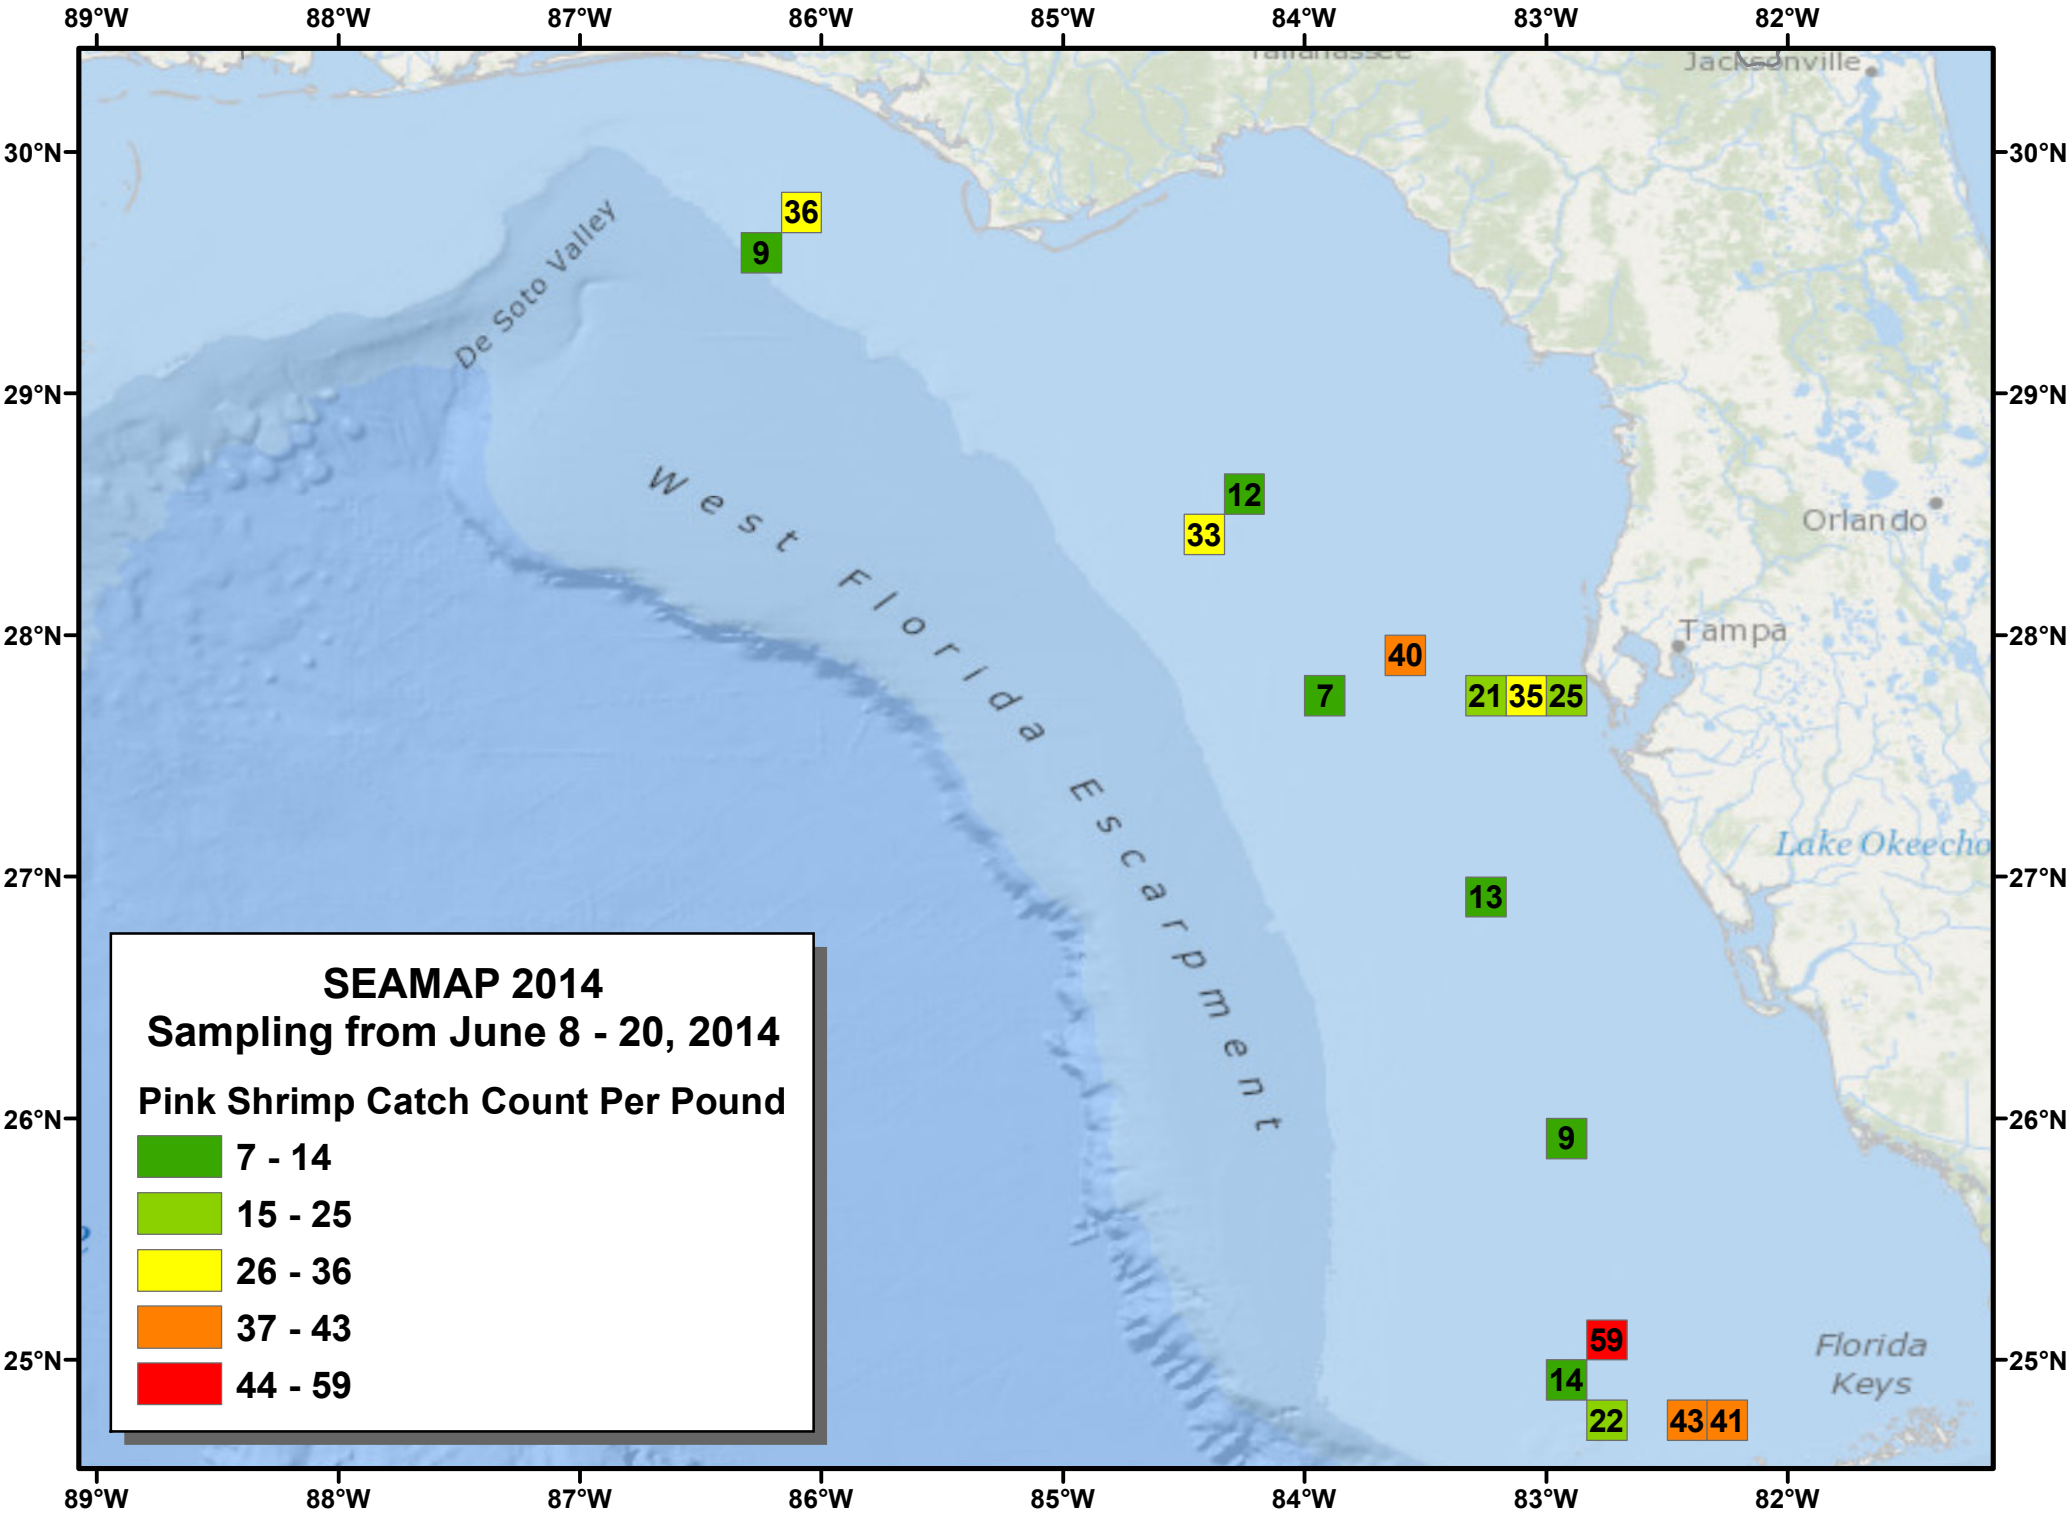 89°W 88°W 87°W 86°W 85°W 84°W 83°W 82°W
Tallahassee
Jacksonville
30°N 30°N
36
9
De Soto Valley
29°N 29°N
West Florida Escarpment
12
33
Orlando
28°N 28°N
Tampa
40
7
21 35 25
Lake Okeecho
27°N 27°N
13
SEAMAP 2014
Sampling from June 8 - 20, 2014
Pink Shrimp Catch Count Per Pound
7 - 14
15 - 25
26 - 36
37 - 43
44 - 59
26°N 26°N
9
59
Florida
Keys
25°N 25°N
14
22
43 41
89°W 88°W 87°W 86°W 85°W 84°W 83°W 82°W